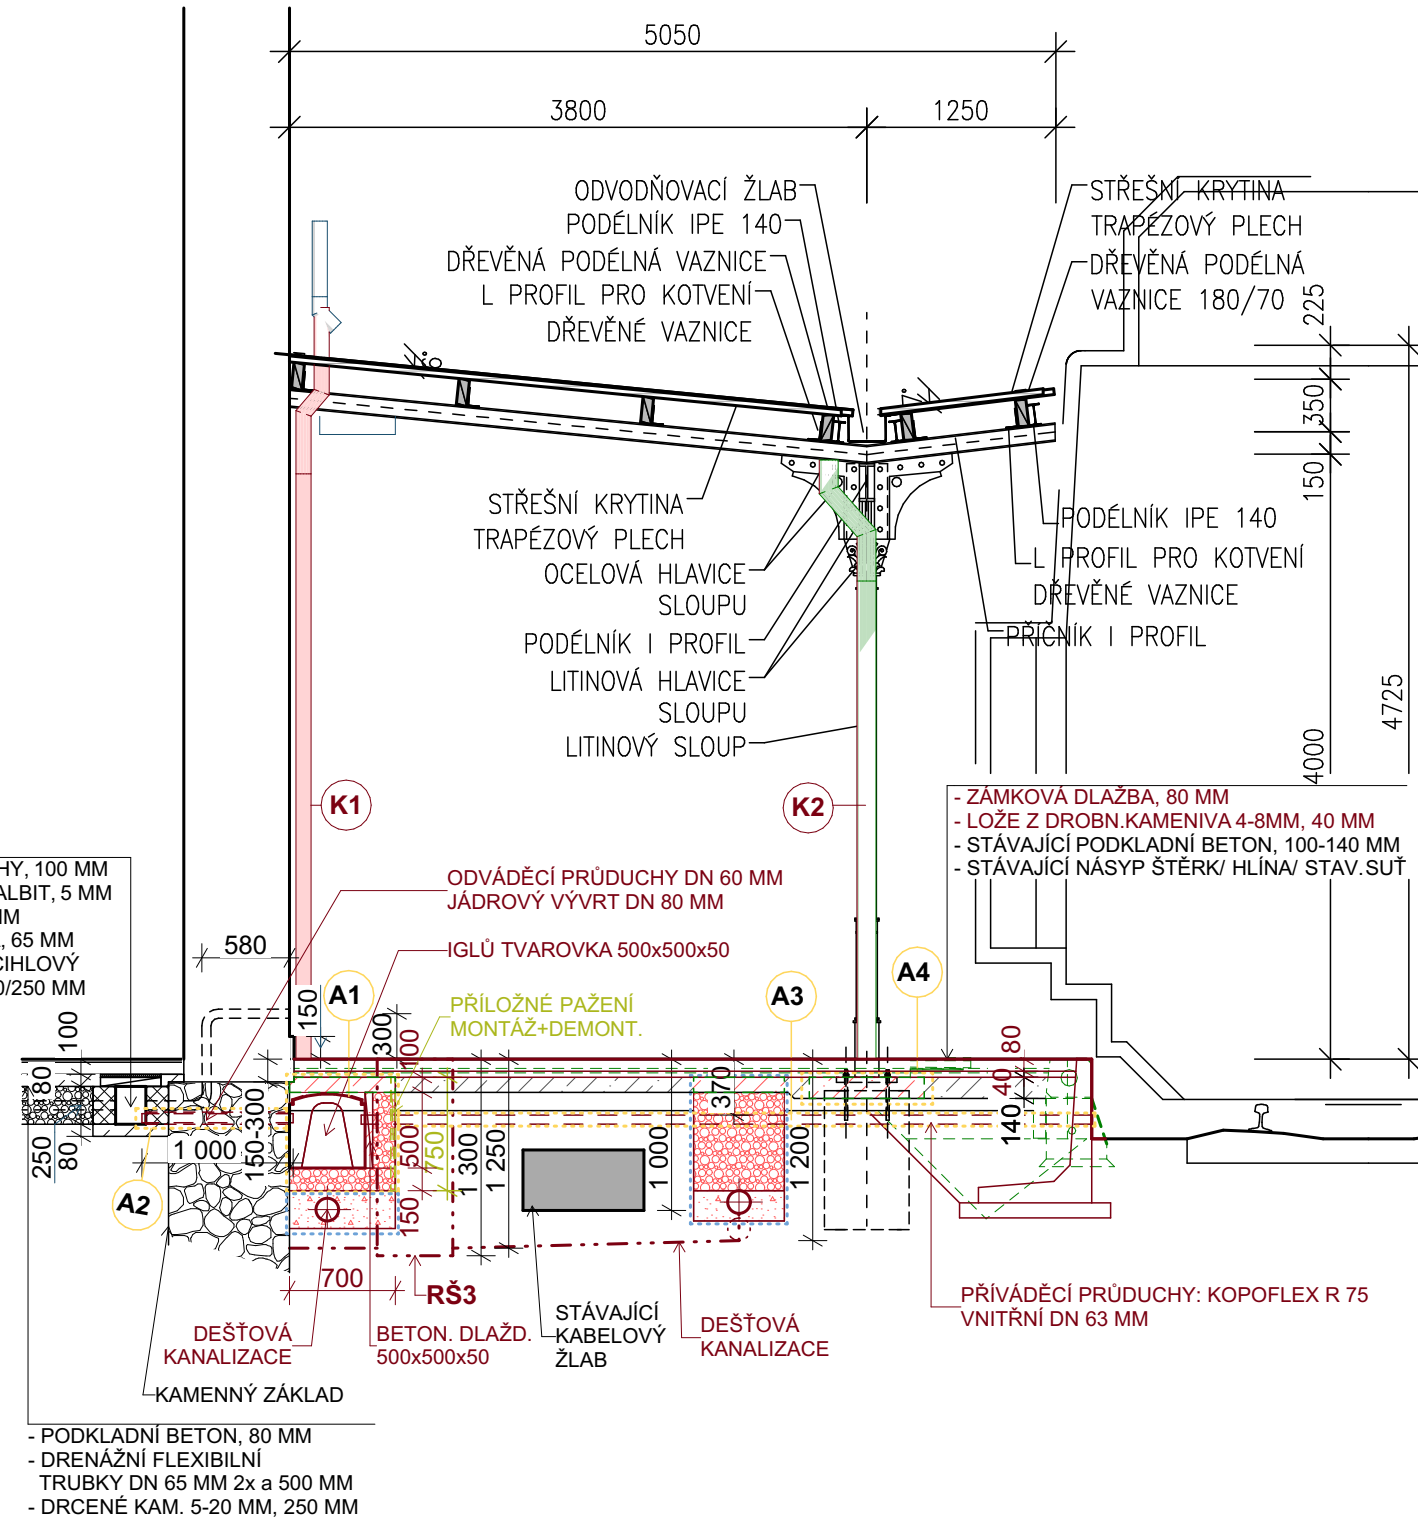 5050
3800
1250
ODVODŇOVACÍ ŽLAB
PODÉLNÍK IPE 140
DŘEVĚNÁ PODÉLNÁ VAZNICE
L PROFIL PRO KOTVENÍ
DŘEVĚNÉ VAZNICE
STŘEŠNÍ KRYTINA
TRAPÉZOVÝ PLECH
DŘEVĚNÁ PODÉLNÁ
VAZNICE 180/70
225
350
150
4725
4000
STŘEŠNÍ KRYTINA
TRAPÉZOVÝ PLECH
OCELOVÁ HLAVICE
SLOUPU
PODÉLNÍK I PROFIL
LITINOVÁ HLAVICE
SLOUPU
LITINOVÝ SLOUP
PODÉLNÍK IPE 140
L PROFIL PRO KOTVENÍ
DŘEVĚNÉ VAZNICE
PŘÍČNÍK I PROFIL
K1
K2
- ZÁMKOVÁ DLAŽBA, 80 MM
- LOŽE Z DROBN.KAMENIVA 4-8MM, 40 MM
- STÁVAJÍCÍ PODKLADNÍ BETON, 100-140 MM
- STÁVAJÍCÍ NÁSYP ŠTĚRK/ HLÍNA/ STAV.SUŤ
HY, 100 MM
ALBIT, 5 MM
MM
, 65 MM
CIHLOVÝ
0/250 MM
ODVÁDĚCÍ PRŮDUCHY DN 60 MM
JÁDROVÝ VÝVRT DN 80 MM
IGLŮ TVAROVKA 500x500x50
PŘÍLOŽNÉ PAŽENÍ
MONTÁŽ+DEMONT.
580
A1
A3
A4
A2
150
300
100
100
80
250
80
1 000
150-300
500
750
150
1 300
1 250
1 000
370
1 200
80
40
140
700
RŠ3
DEŠŤOVÁ
KANALIZACE
BETON. DLAŽD.
500x500x50
STÁVAJÍCÍ
KABELOVÝ
ŽLAB
DEŠŤOVÁ
KANALIZACE
PŘÍVÁDĚCÍ PRŮDUCHY: KOPOFLEX R 75
VNITŘNÍ DN 63 MM
KAMENNÝ ZÁKLAD
- PODKLADNÍ BETON, 80 MM
- DRENÁŽNÍ FLEXIBILNÍ
TRUBKY DN 65 MM 2x a 500 MM
- DRCENÉ KAM. 5-20 MM, 250 MM